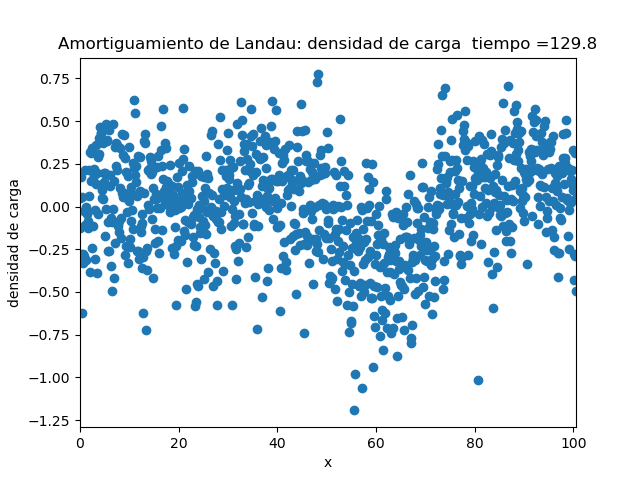 Amortiguamiento de Landau: densidad de carga  tiempo =129.8
0.75
0.50
0.25
0.00
−0.25
−0.50
−0.75
−1.00
−1.25
densidad de carga
0 20 40 60 80 100
x